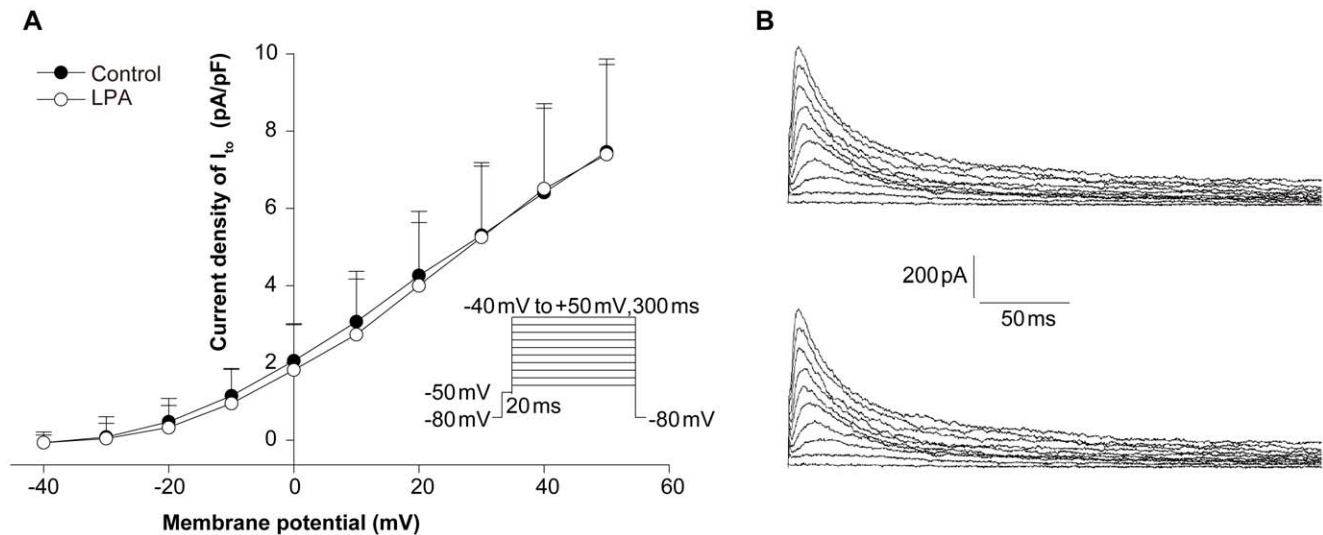 A
Control
LPA
Current density of Ito (pA/pF)
10
8
6
4
2
0
-40
-20
0
20
40
60
Membrane potential (mV)
-40 mV to +50 mV, 300 ms
-50 mV
20 ms
-80 mV
-80 mV
B
200 pA
50 ms